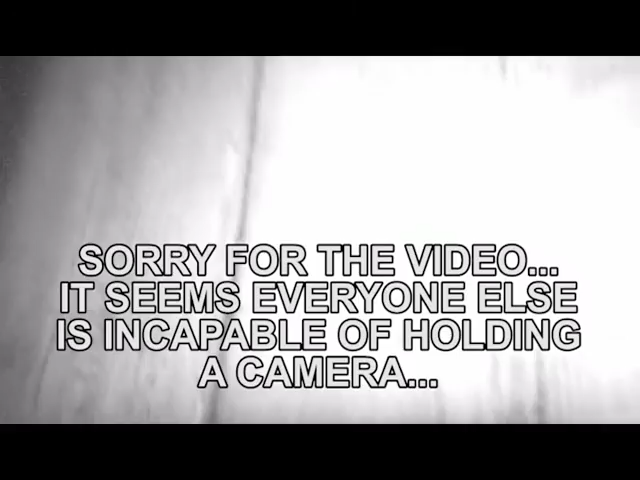 SORRY FOR THE VIDEO...
IT SEEMS EVERYONE ELSE
IS INCAPABLE OF HOLDING
A CAMERA...